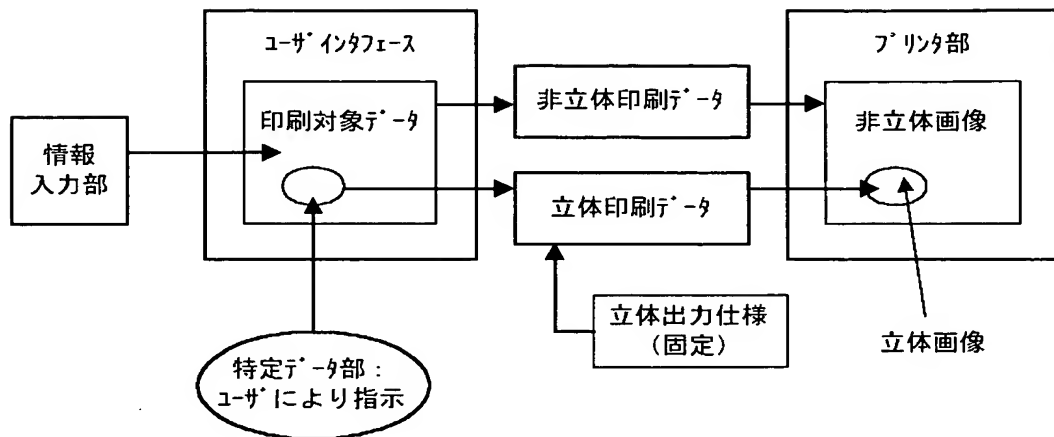 ﾕｰｻﾞｲﾝﾀﾌｪｰｽ
ﾌﾟﾘﾝﾀ部
印刷対象ﾃﾞｰﾀ
非立体印刷ﾃﾞｰﾀ
非立体画像
情報
入力部
立体印刷ﾃﾞｰﾀ
立体出力仕様
(固定)
立体画像
特定ﾃﾞｰﾀ部：
ﾕｰｻﾞにより指示